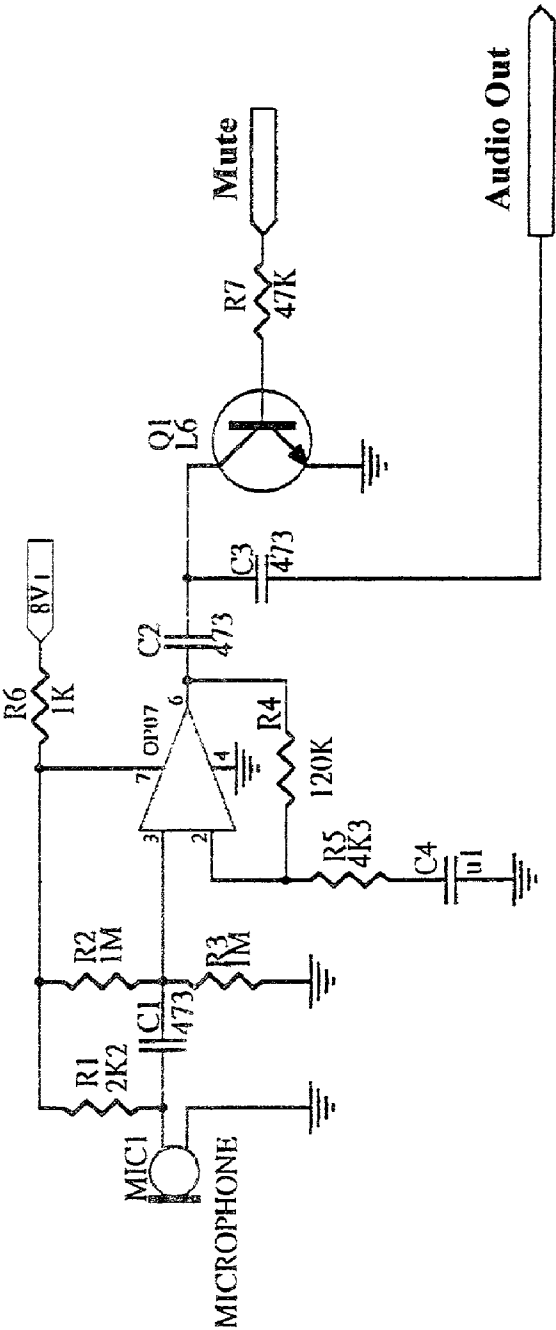 MIC1
MICROPHONE
R1
2K2
C1
473
R2
1M
R3
1M
R6
1K
8V1
3
2
7
4
6
OP07
R5
4K3
C4
u1
R4
120K
C2
473
C3
473
Q1
L6
R7
47K
Mute
Audio Out